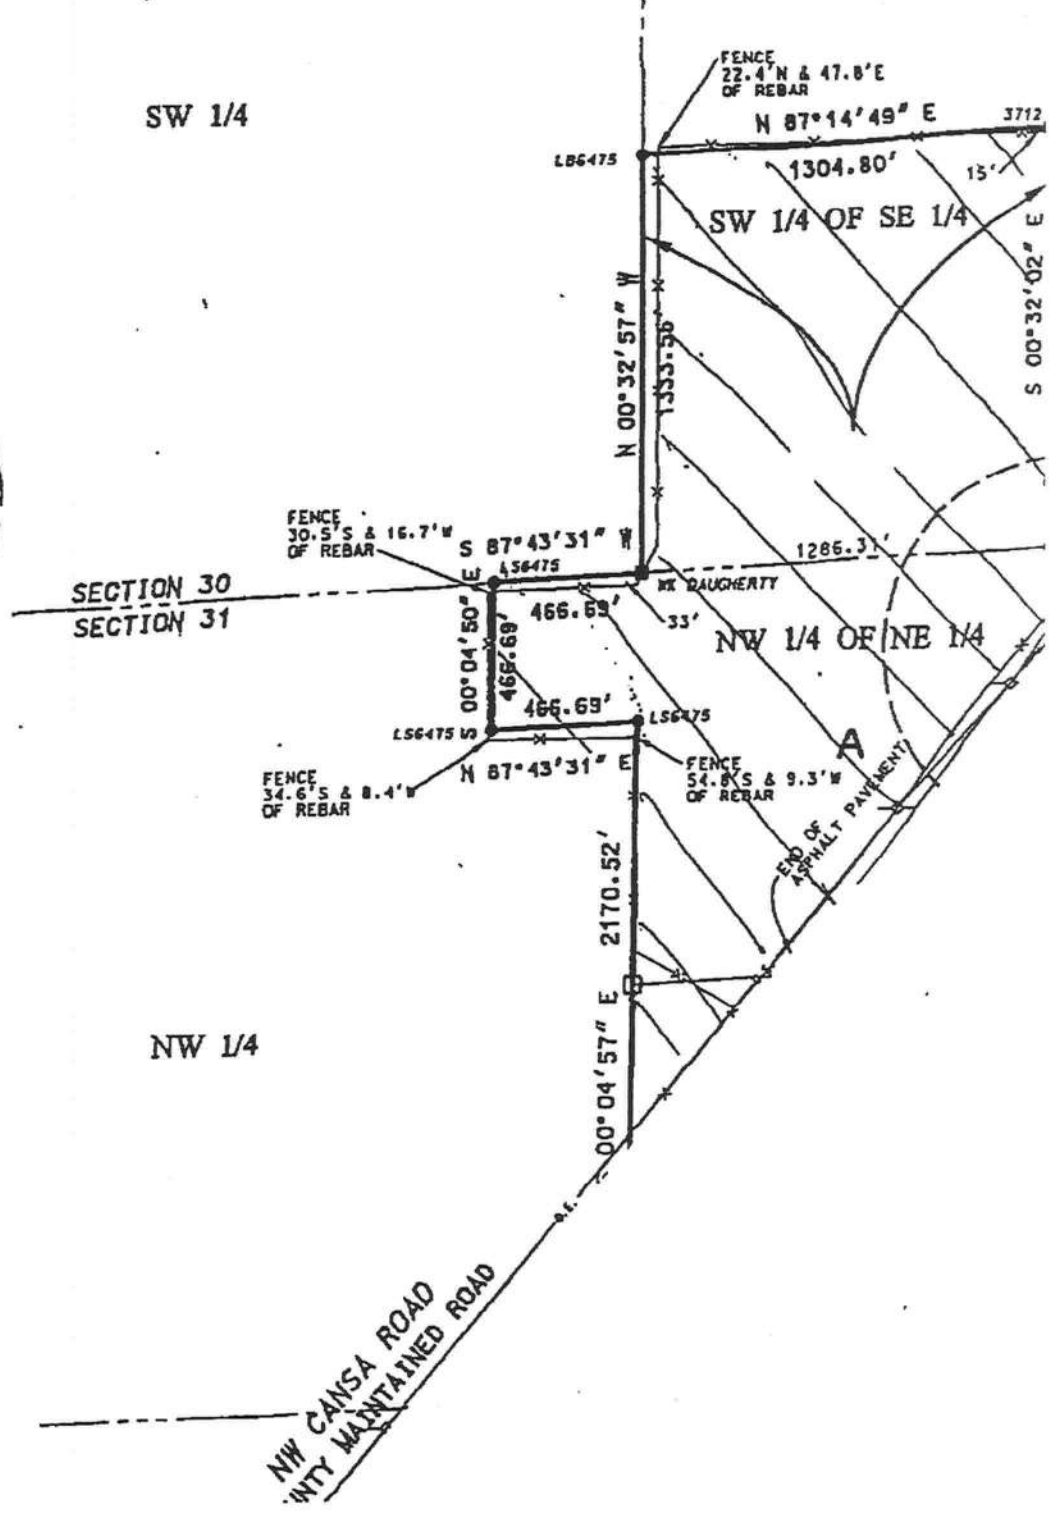 FENCE
22.4'N & 47.8'E
OF REBAR
SW 1/4
N 87°14'49" E
3712
LB6475
1304.80'
15'
SW 1/4 OF SE 1/4
S 00°32'02" E
N 00°32'57" W
1333.56'
FENCE
30.5'S & 16.7'W
OF REBAR
S 87°43'31" W
LS6475
1286.31'
SECTION 30
SECTION 31
DAUGHERTY
466.69'
33'
NW 1/4 OF NE 1/4
S 00°04'50" E
466.69'
466.69'
LS6475
LS6475
N 87°43'31" E
FENCE
34.6'S & 8.4'W
OF REBAR
FENCE
54.8'S & 9.3'W
OF REBAR
A
END OF
ASPHALT PAVEMENT
00°04'57" E 2170.52'
NW 1/4
NW CANSA ROAD
UNTY MAINTAINED ROAD